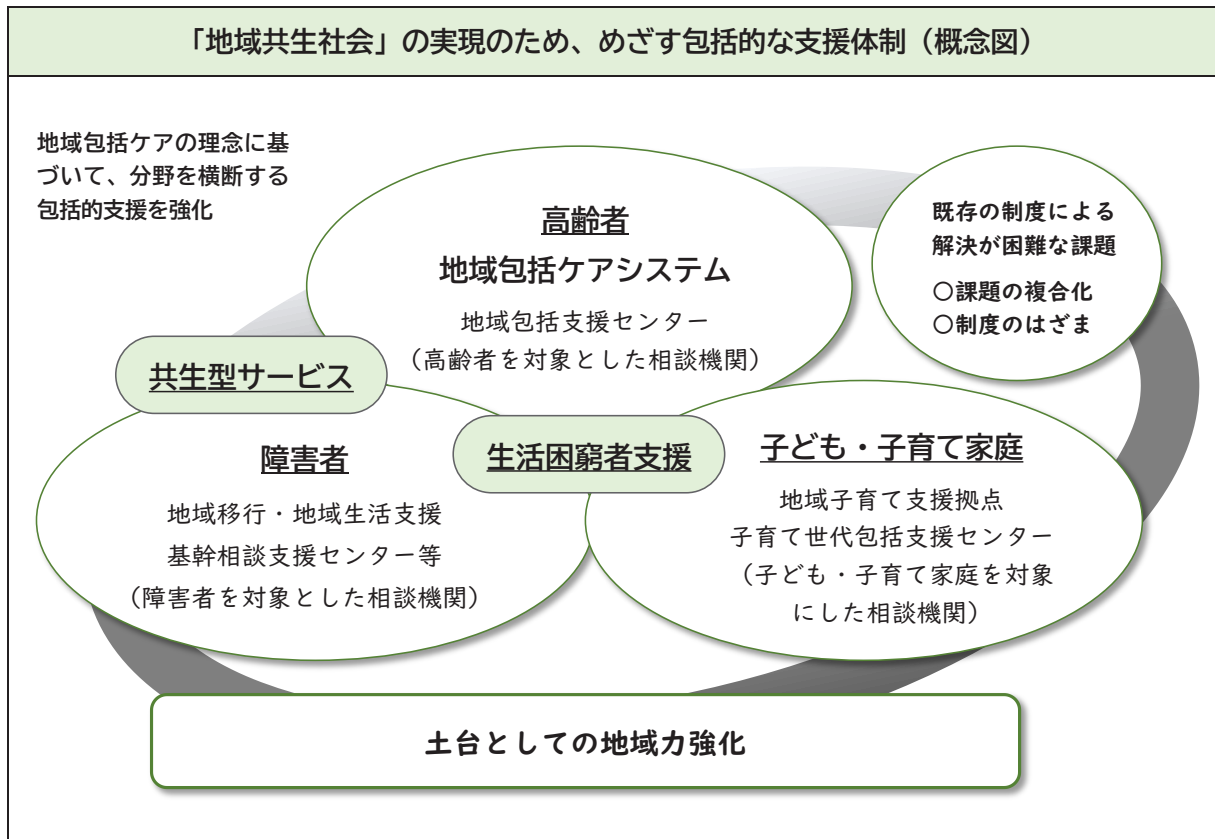 「地域共生社会」の実現のため、めざす包括的な支援体制（概念図）
地域包括ケアの理念に基
づいて、分野を横断する
包括的支援を強化
高齢者
地域包括ケアシステム
地域包括支援センター
（高齢者を対象とした相談機関）
既存の制度による
解決が困難な課題
〇課題の複合化
〇制度のはざま
共生型サービス
障害者
地域移行・地域生活支援
基幹相談支援センター等
（障害者を対象とした相談機関）
生活困窮者支援
子ども・子育て家庭
地域子育て支援拠点
子育て世代包括支援センター
（子ども・子育て家庭を対象
にした相談機関）
土台としての地域力強化